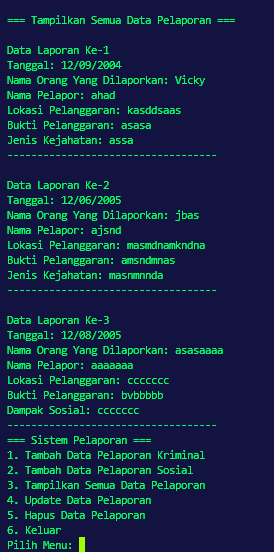 === Tampilkan Semua Data Pelaporan ===
Data Laporan Ke-1
Tanggal: 12/09/2004
Nama Orang Yang Dilaporkan: Vicky
Nama Pelapor: ahad
Lokasi Pelanggaran: kasddsaas
Bukti Pelanggaran: asasa
Jenis Kejahatan: assa
-----------------------------------
Data Laporan Ke-2
Tanggal: 12/06/2005
Nama Orang Yang Dilaporkan: jbas
Nama Pelapor: ajsnd
Lokasi Pelanggaran: masmdnamkndna
Bukti Pelanggaran: amsndmnas
Jenis Kejahatan: masnmnnda
-----------------------------------
Data Laporan Ke-3
Tanggal: 12/08/2005
Nama Orang Yang Dilaporkan: asasaaaa
Nama Pelapor: aaaaaaa
Lokasi Pelanggaran: ccccccc
Bukti Pelanggaran: bvbbbbb
Dampak Sosial: ccccccc
-----------------------------------
=== Sistem Pelaporan ===
1. Tambah Data Pelaporan Kriminal
2. Tambah Data Pelaporan Sosial
3. Tampilkan Semua Data Pelaporan
4. Update Data Pelaporan
5. Hapus Data Pelaporan
6. Keluar
Pilih Menu: